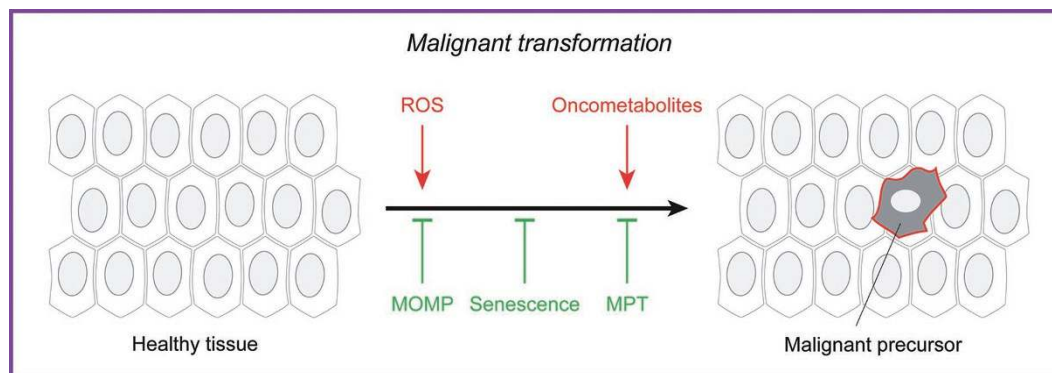 Malignant transformation
ROS
Oncometabolites
MOMP
Senescence
MPT
Healthy tissue
Malignant precursor